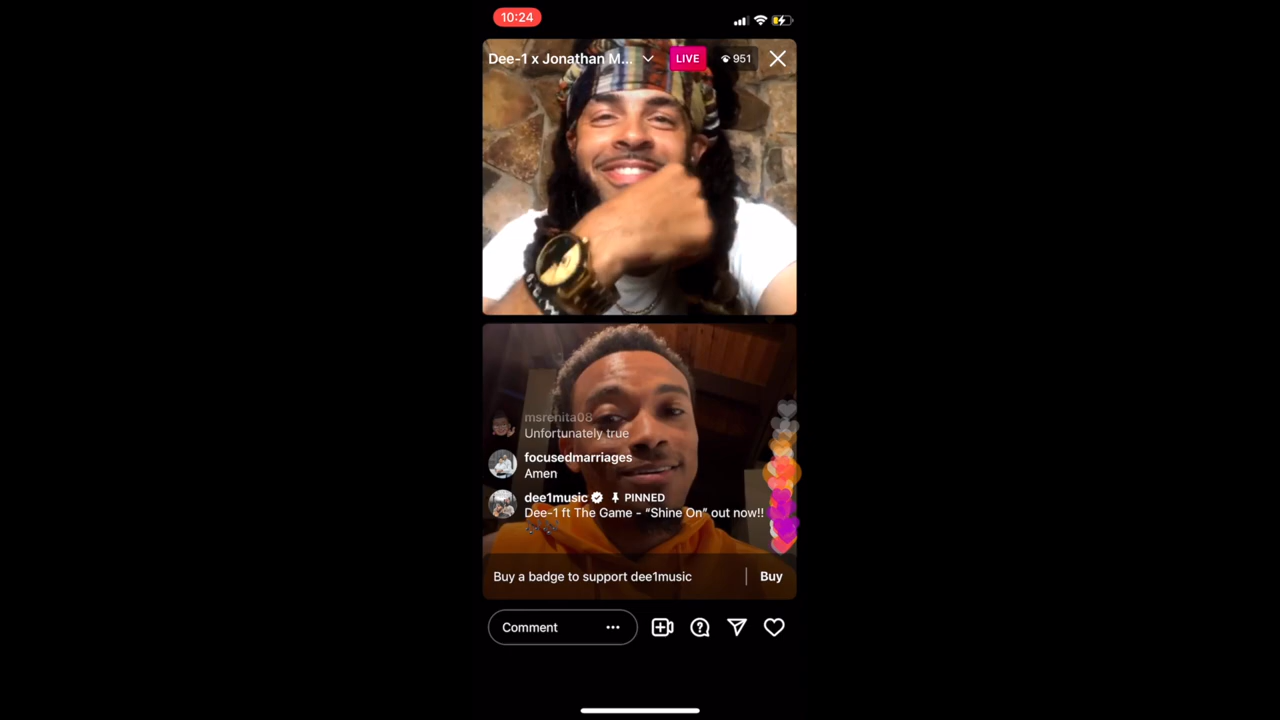 10:24
Dee-1 x Jonathan M...
LIVE
951
msrenita08
Unfortunately true
focusedmarriages
Amen
dee1music PINNED
Dee-1 ft The Game - “Shine On” out now!!
Buy a badge to support dee1music
Buy
Comment